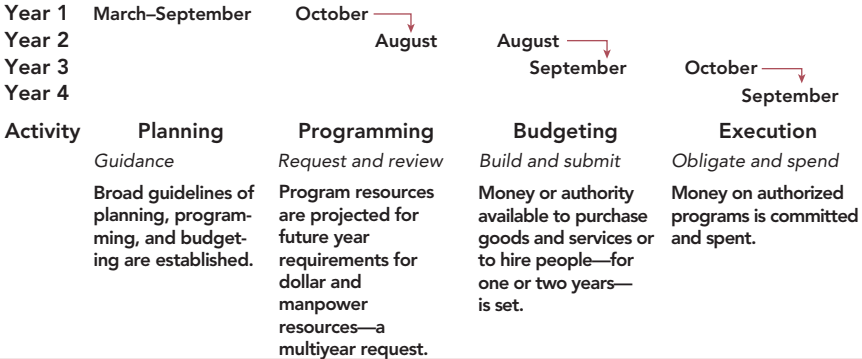 Year 1 March–September October
Year 2 August August
Year 3 September October
Year 4 September
Activity Planning Programming Budgeting Execution
Guidance Request and review Build and submit Obligate and spend
Broad guidelines of
planning, program-
ming, and budget-
ing are established.
Program resources
are projected for
future year
requirements for
dollar and
manpower
resources—a
multiyear request.
Money or authority
available to purchase
goods and services or
to hire people—for
one or two years—
is set.
Money on authorized
programs is committed
and spent.